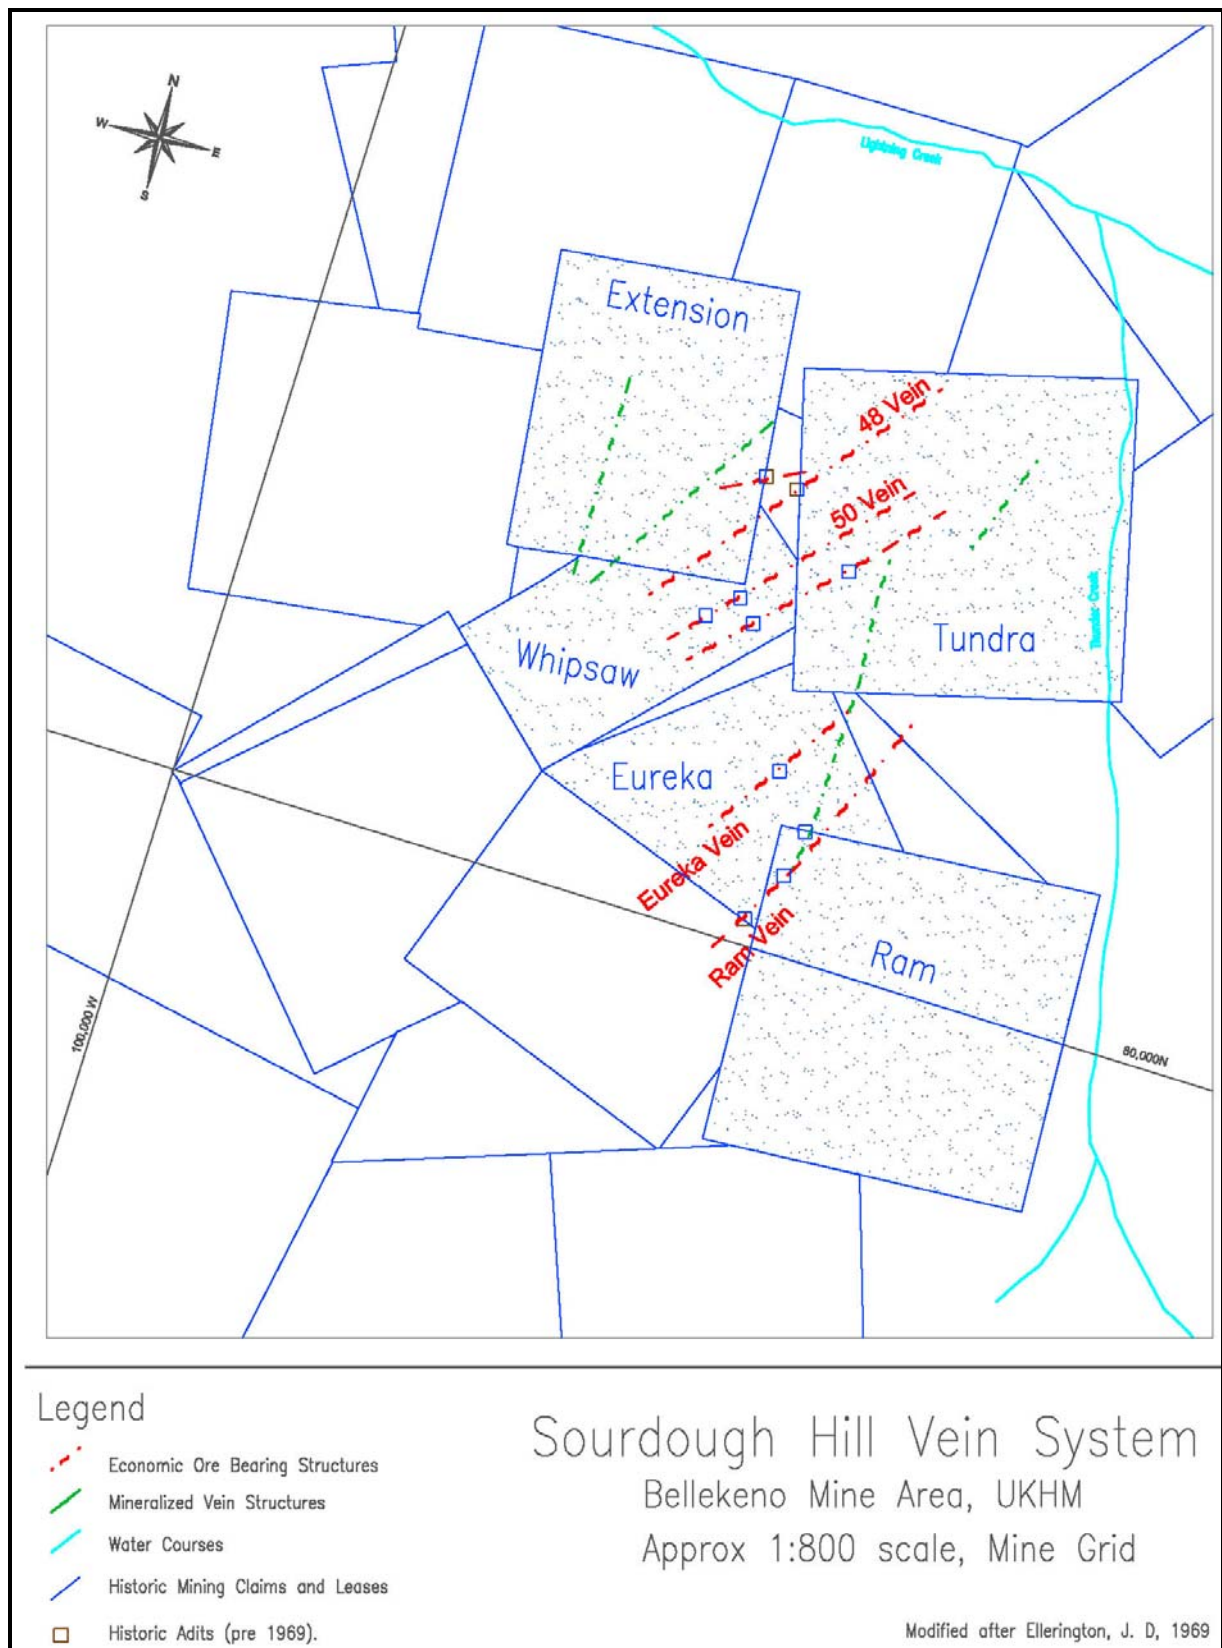 N
W
E
S
Lightning Creek
Extension
48 Vein
50 Vein
Thunder Creek
Tundra
Whipsaw
Eureka
Eureka Vein
Ram Vein
Ram
100,000 W
80,000N
Legend
Economic Ore Bearing Structures
Mineralized Vein Structures
Water Courses
Historic Mining Claims and Leases
Historic Adits (pre 1969).
Sourdough Hill Vein System
Bellekeno Mine Area, UKHM
Approx 1:800 scale, Mine Grid
Modified after Ellerington, J. D, 1969